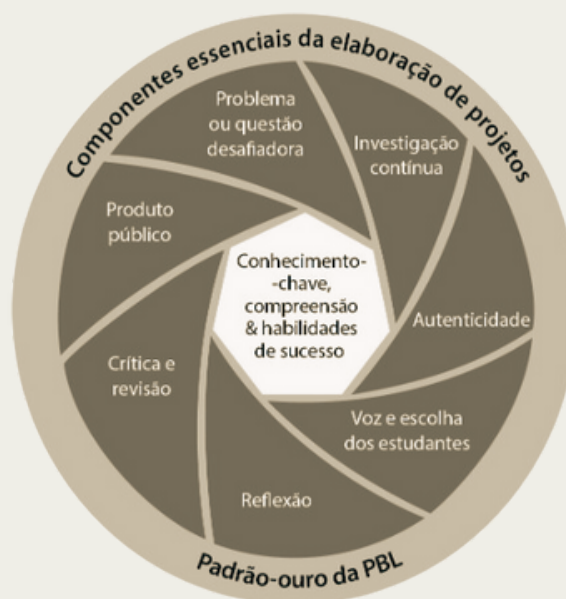 Componentes essenciais da elaboração de projetos
Problema
ou questão
desafiadora
Investigação
contínua
Autenticidade
Voz e escolha
dos estudantes
Reflexão
Crítica e
revisão
Produto
público
Conhecimento-
-chave,
compreensão
& habilidades
de sucesso
Padrão-ouro da PBL